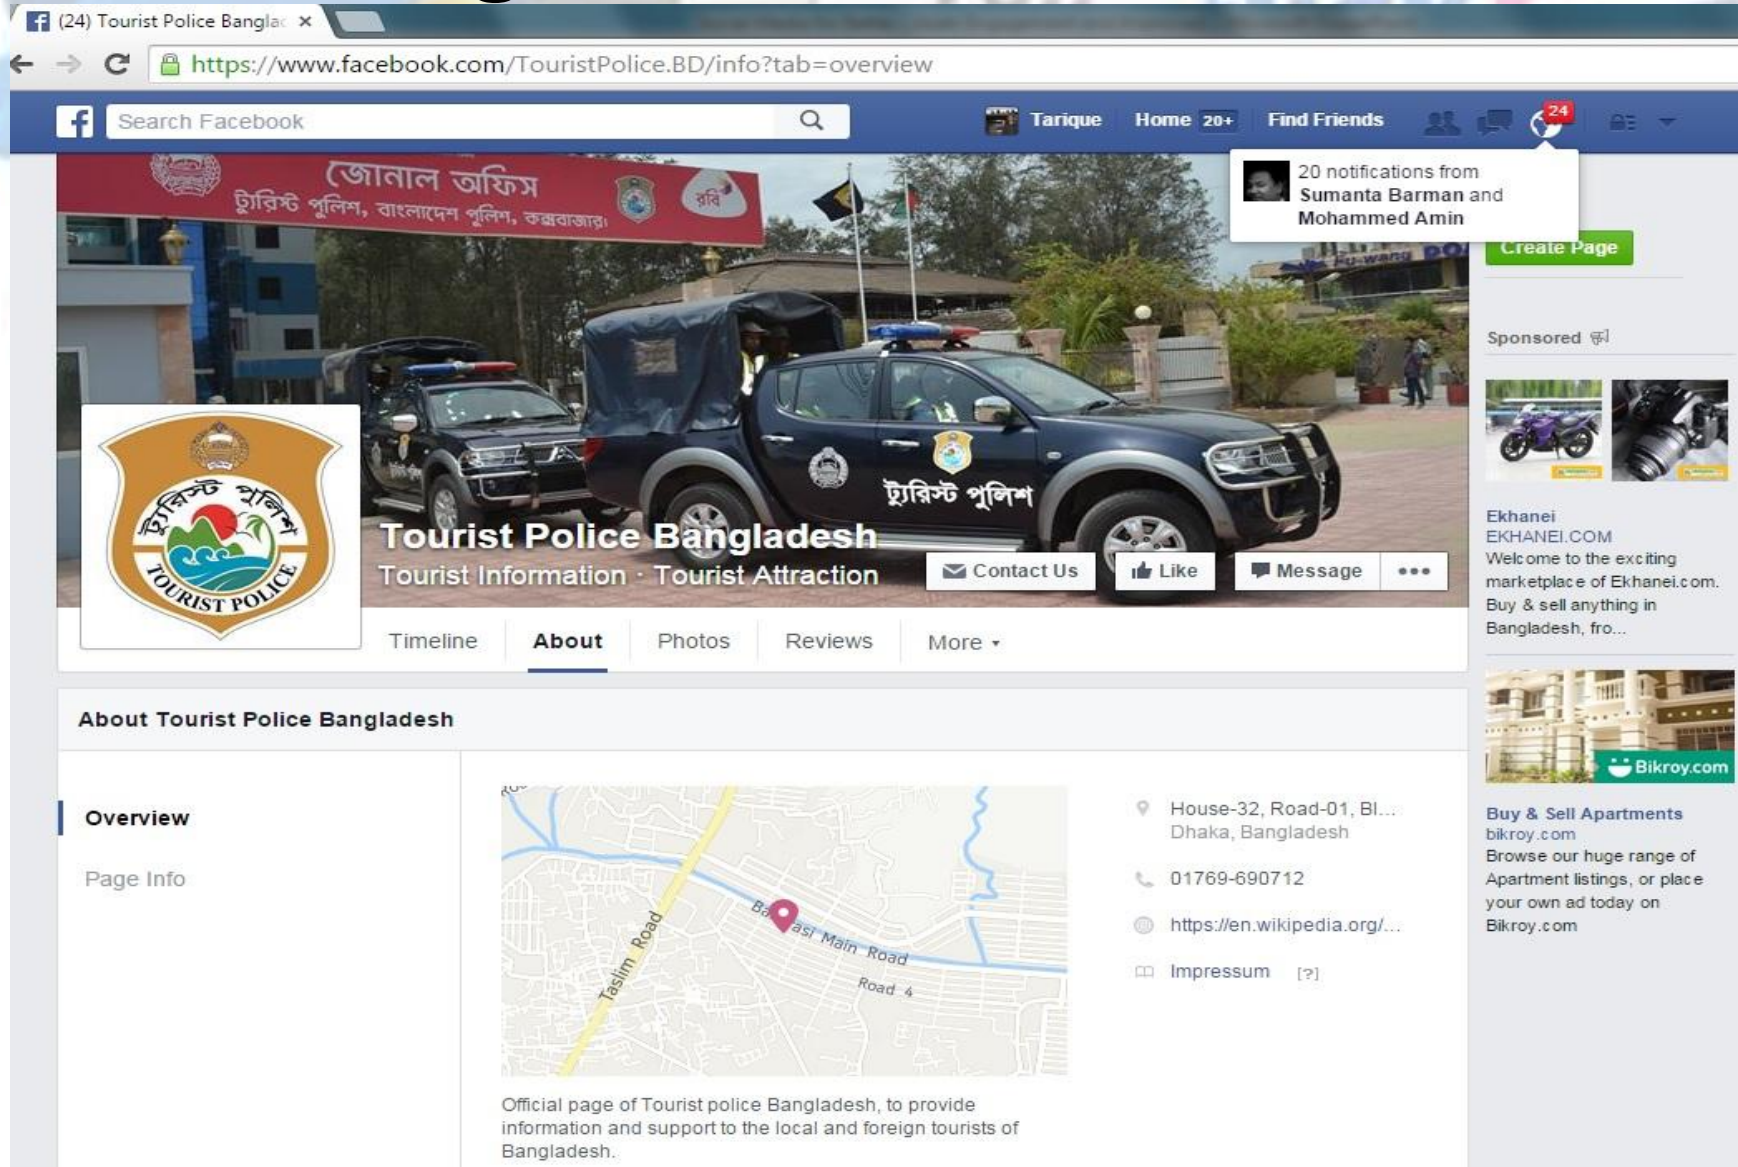 (24) Tourist Police Banglac ×
https://www.facebook.com/TouristPolice.BD/info?tab=overview
Search Facebook
Tarique Home 20+ Find Friends 24
20 notifications from
Sumanta Barman and
Mohammed Amin
Create Page
জোনাল অফিস
ট্যুরিস্ট পুলিশ, বাংলাদেশ পুলিশ, কক্সবাজার।
রবি
ট্যুরিস্ট পুলিশ
ট্যুরিস্ট পুলিশ
ট্যুরিস্ট পুলিশ
TOURIST POLICE
Tourist Police Bangladesh
Tourist Information · Tourist Attraction
Contact Us Like Message •••
Timeline About Photos Reviews More
About Tourist Police Bangladesh
Overview
Page Info
Taslim Road
Main Road
Road 4
House-32, Road-01, Bl...
Dhaka, Bangladesh
01769-690712
https://en.wikipedia.org/...
Impressum [?]
Official page of Tourist police Bangladesh, to provide
information and support to the local and foreign tourists of
Bangladesh.
Sponsored
Ekhanei
EKHANEI.COM
Welcome to the exciting
marketplace of Ekhanei.com.
Buy & sell anything in
Bangladesh, fro...
Bikroy.com
Buy & Sell Apartments
bikroy.com
Browse our huge range of
Apartment listings, or place
your own ad today on
Bikroy.com